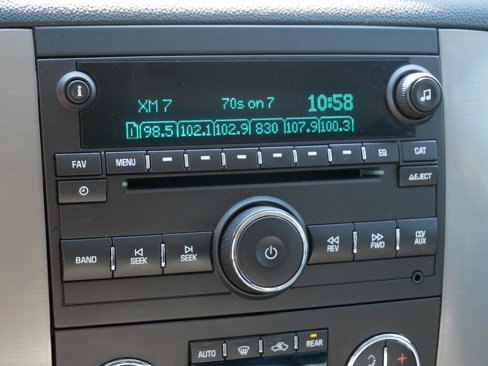 XM 7 70s on 7 10:58
1 98.5 102.1 102.9 830 107.9 100.3
FAV MENU EQ CAT
EJECT
BAND SEEK SEEK REV FWD CD/AUX
AUTO REAR